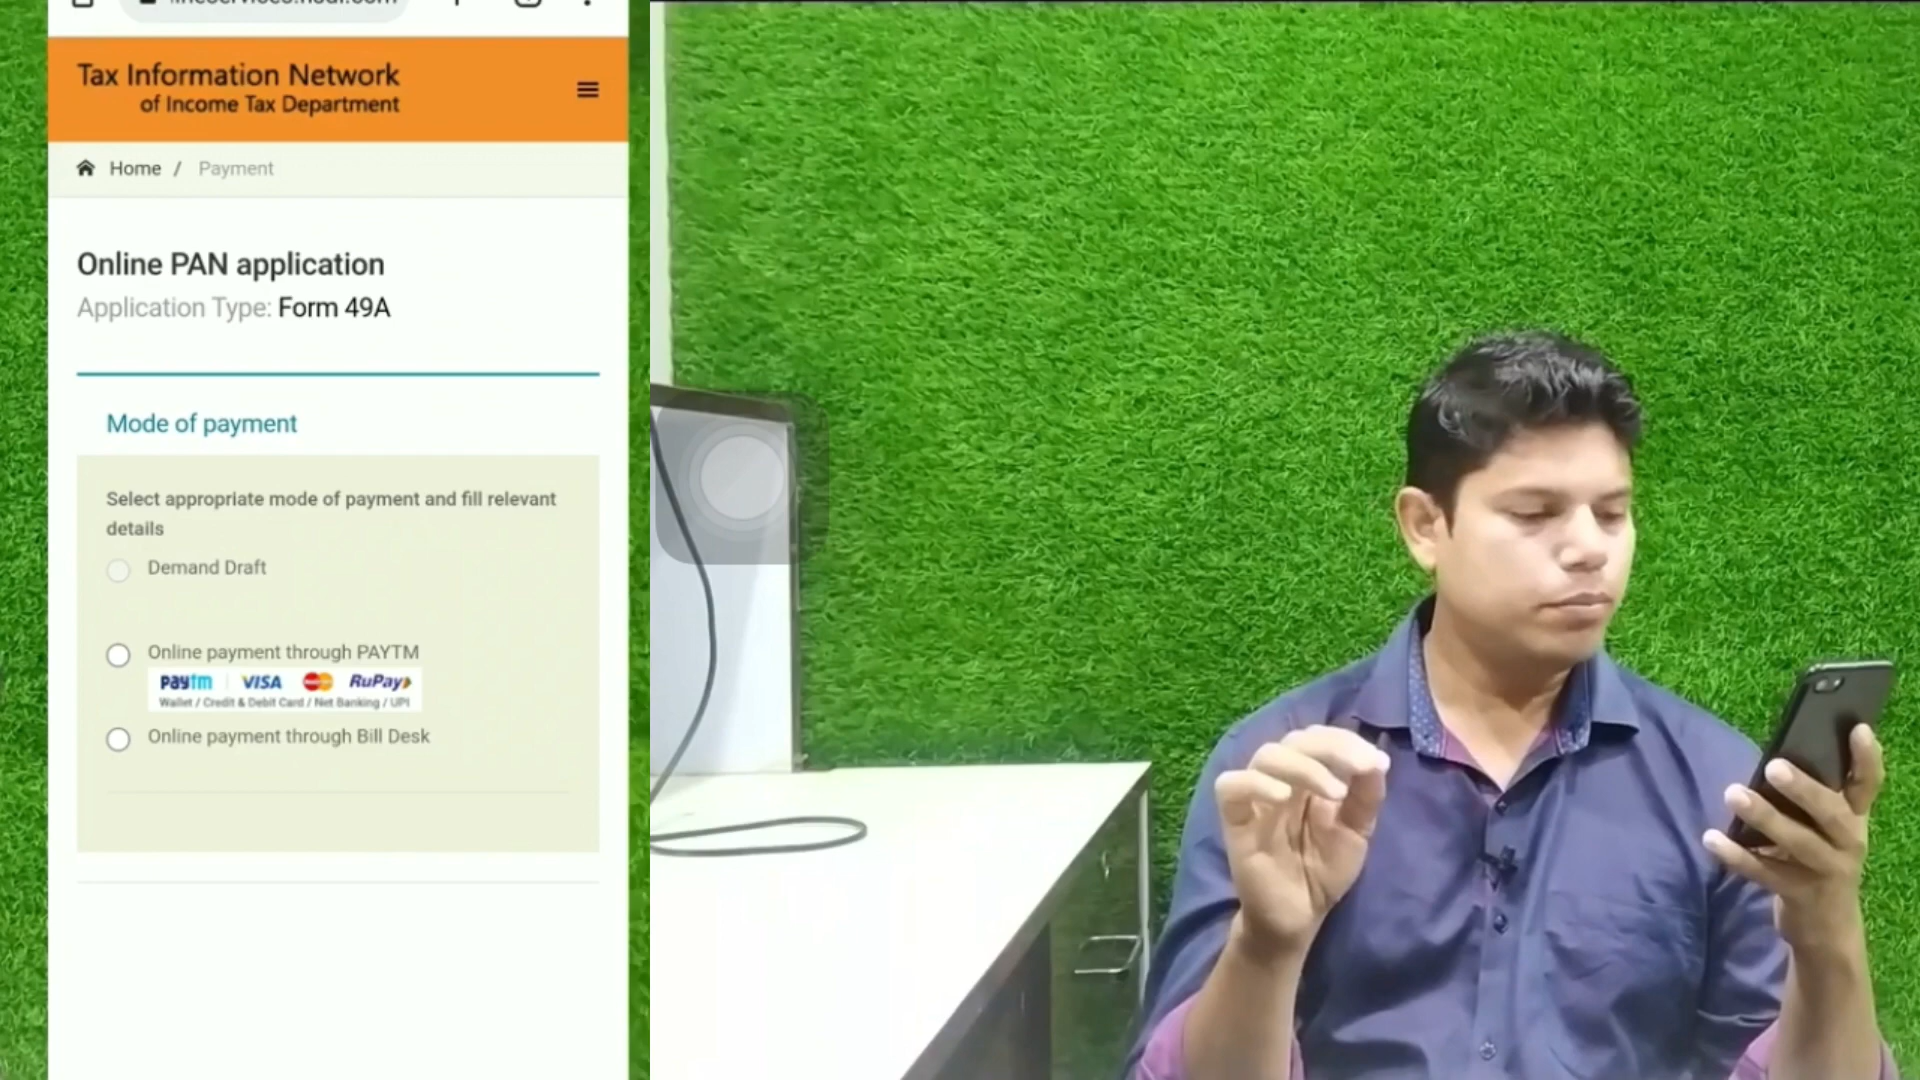 Tax Information Network
of Income Tax Department
Home / Payment
Online PAN application
Application Type: Form 49A
Mode of payment
Select appropriate mode of payment and fill relevant
details
Demand Draft
Online payment through PAYTM
Paytm VISA RuPay
Wallet / Credit & Debit Card / Net Banking / UPI
Online payment through Bill Desk